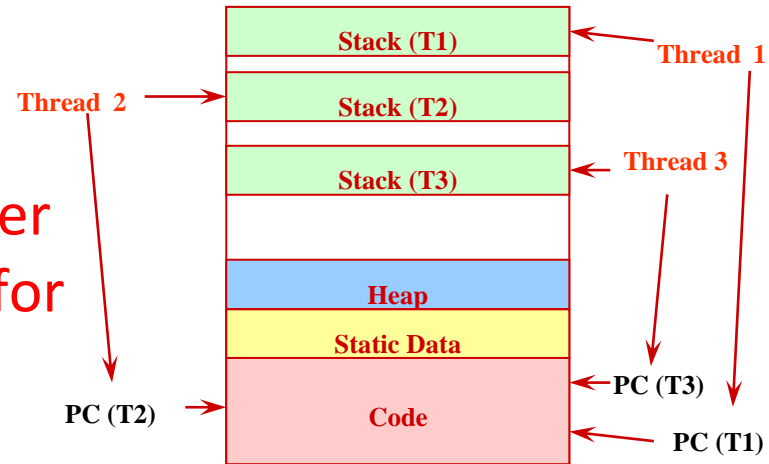 Stack (T1)
Thread 1
Thread 2
Stack (T2)
Stack (T3)
Thread 3
er
for
Heap
Static Data
PC (T3)
PC (T2)
Code
PC (T1)